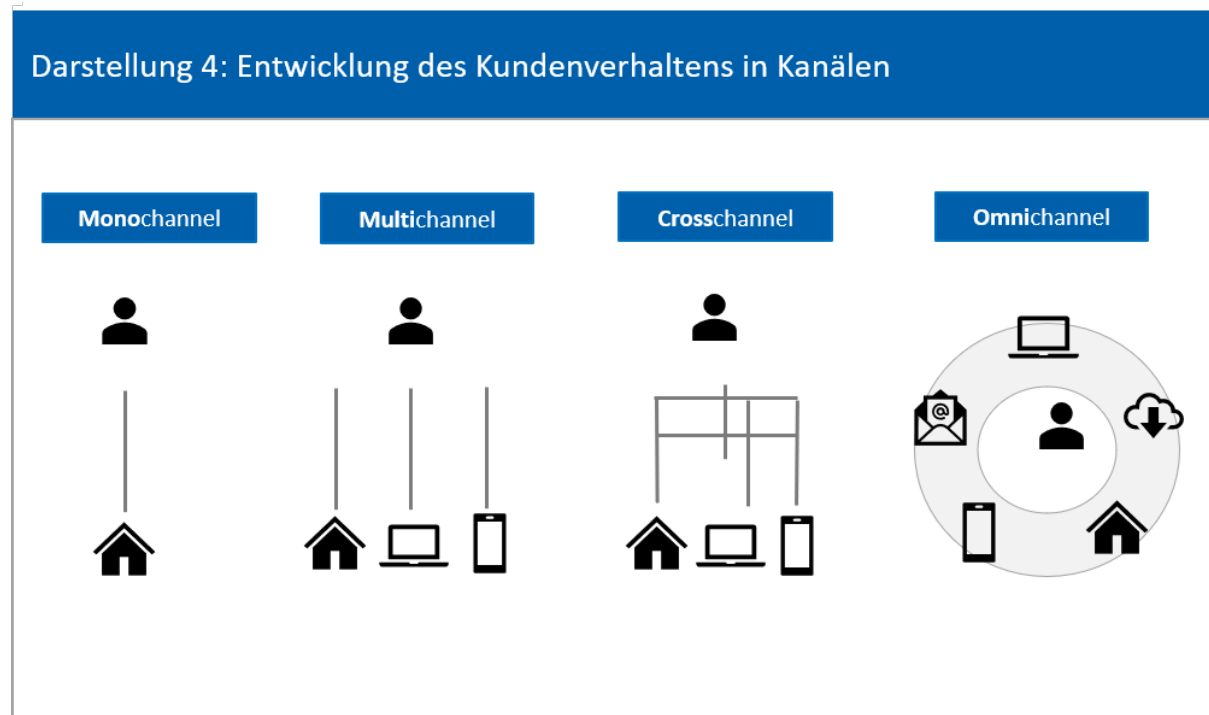 Darstellung 4: Entwicklung des Kundenverhaltens in Kanälen
Monochannel
Multichannel
Crosschannel
Omnichannel
@